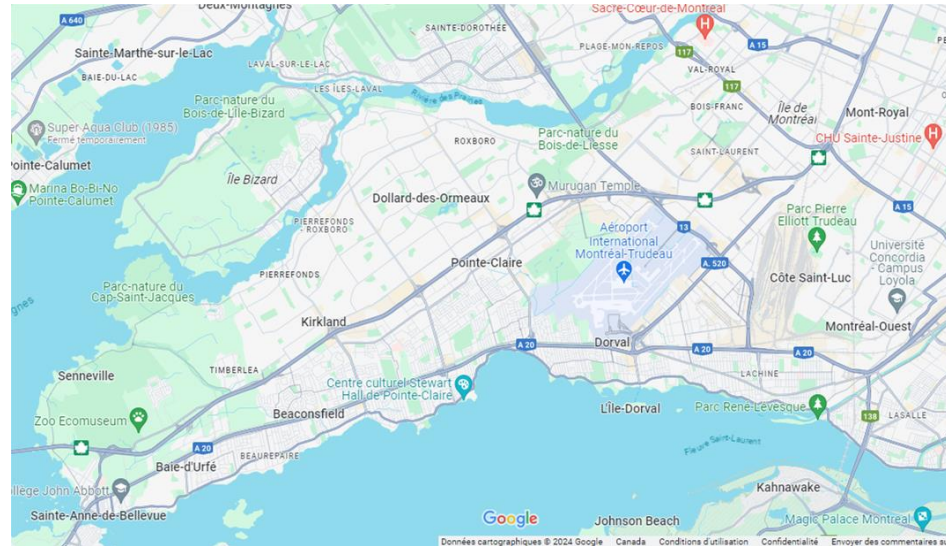 Deux-Montagnes
Sacré-Cœur-de-Montréal
A 640
SAINTE-DOROTHÉE
H
A 15
Sainte-Marthe-sur-le-Lac
PLAGE-MON-REPOS
117
LAVAL-SUR-LE-LAC
VAL-ROYAL
BAIE-DU-LAC
LES ÎLES-LAVAL
117
Rivière des Prairies
Parc-nature du
Bois-de-L'Île-Bizard
BOIS-FRANC
Île de
Montréal
Mont-Royal
Super Aqua Club (1985)
Fermé temporairement
ROXBORO
Parc-nature du
Bois-de-Liesse
CHU Sainte-Justine
H
SAINT-LAURENT
Pointe-Calumet
Île Bizard
Marina Bo-Bi-No
Pointe-Calumet
Murugan Temple
Dollard-des-Ormeaux
A 15
PIERREFONDS
- ROXBORO
13
Parc Pierre
Elliott Trudeau
Aéroport
International
Montréal-Trudeau
Université
Concordia
- Campus
Loyola
A. 520
Pointe-Claire
PIERREFONDS
Côte Saint-Luc
Parc-nature du
Cap-Saint-Jacques
Kirkland
Montréal-Ouest
Dorval
A 20
A 20
Senneville
TIMBERLEA
LACHINE
Centre culturel Stewart
Hall de Pointe-Claire
Beaconsfield
L'Île-Dorval
Parc René-Lévesque
Zoo Ecomuseum
138
LASALLE
A 20
Fleuve Saint-Laurent
BEAUREPAIRE
Baie-d'Urfé
Kahnawake
llege John Abbott
Sainte-Anne-de-Bellevue
Google
Johnson Beach
Magic Palace Montreal
Données cartographiques © 2024 Google Canada Conditions d'utilisation Confidentialité Envoyer des commentaires su